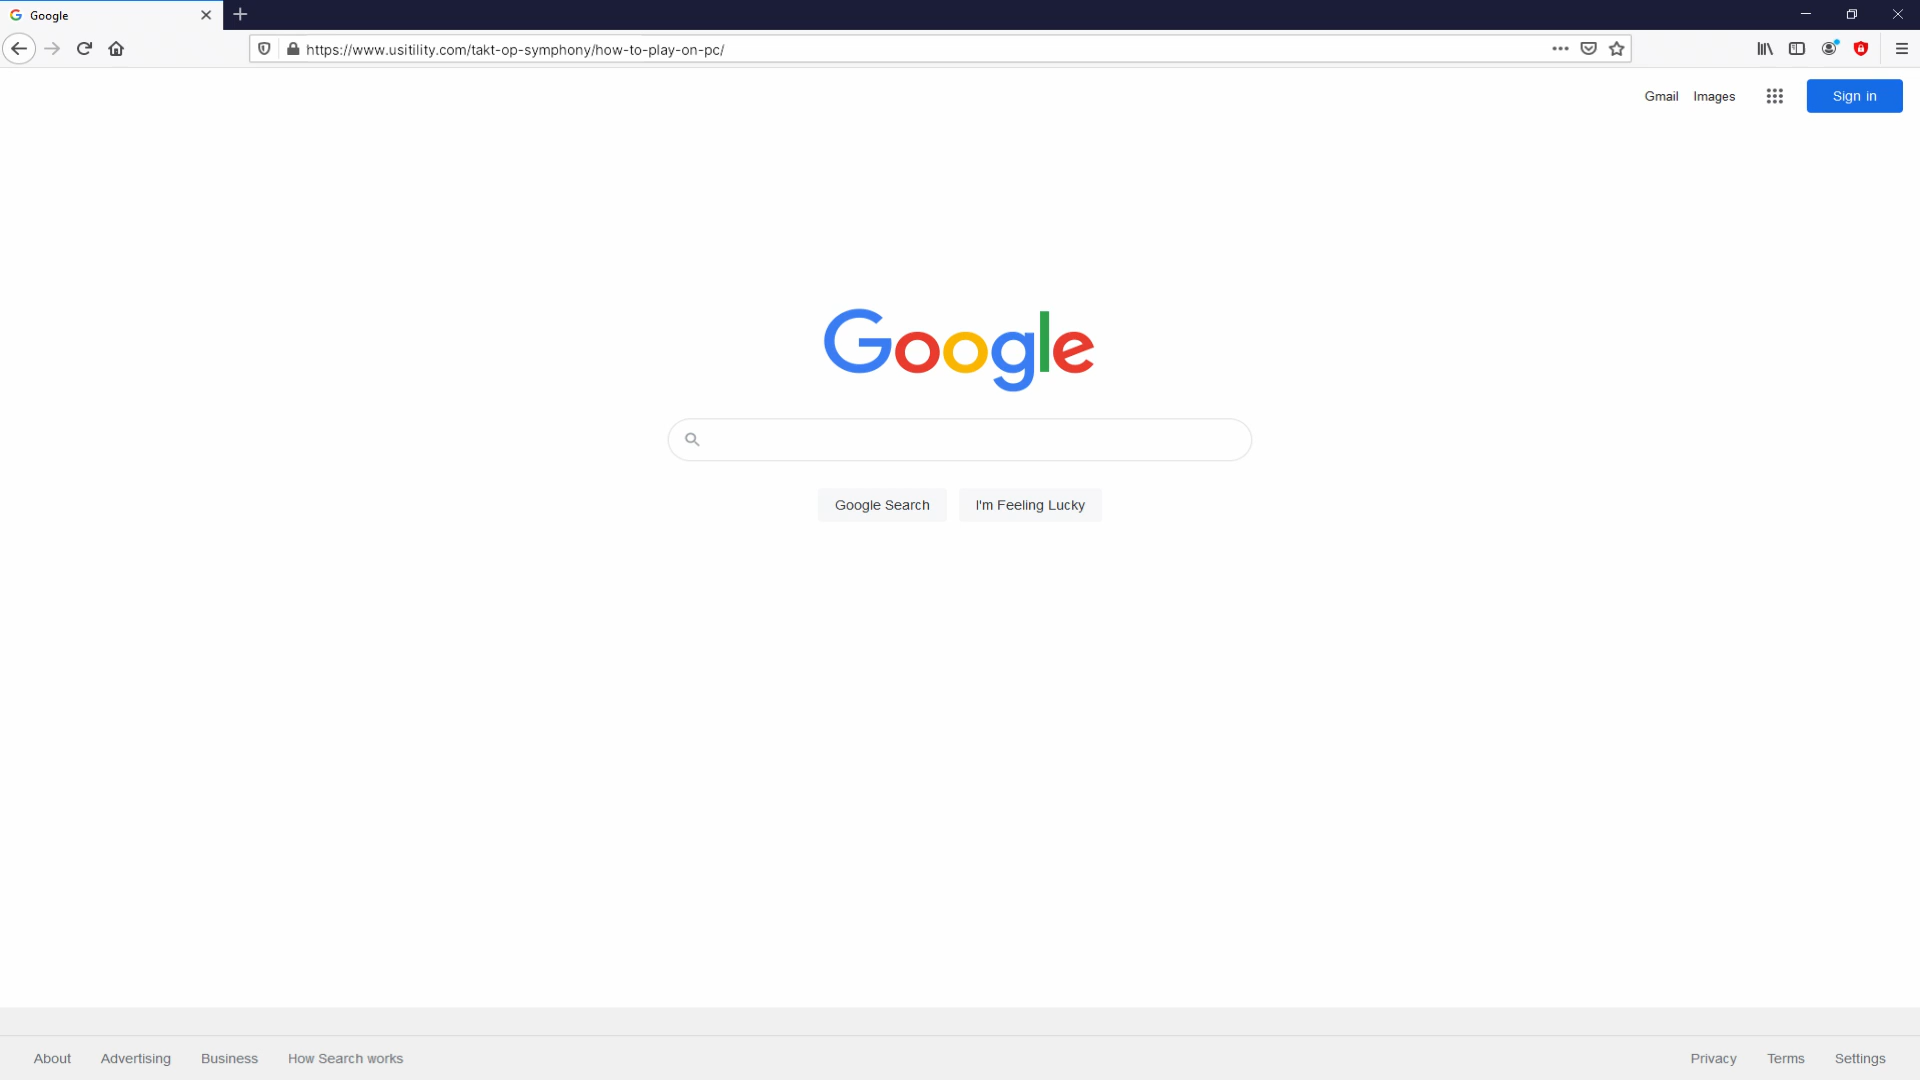 Google
https://www.usitility.com/takt-op-symphony/how-to-play-on-pc/
Gmail Images Sign in
Google
Google Search I'm Feeling Lucky
About Advertising Business How Search works Privacy Terms Settings